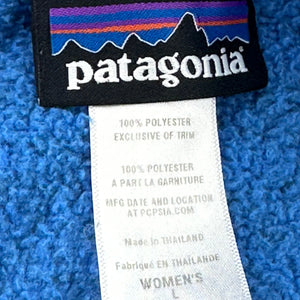 patagonia
100% POLYESTER
EXCLUSIVE OF TRIM
100% POLYESTER
A PART LA GARNITURE
MFG DATE AND LOCATION
AT PCPSIA.COM
Made in THAILAND
Fabriqué EN THAÏLANDE
WOMEN'S
L